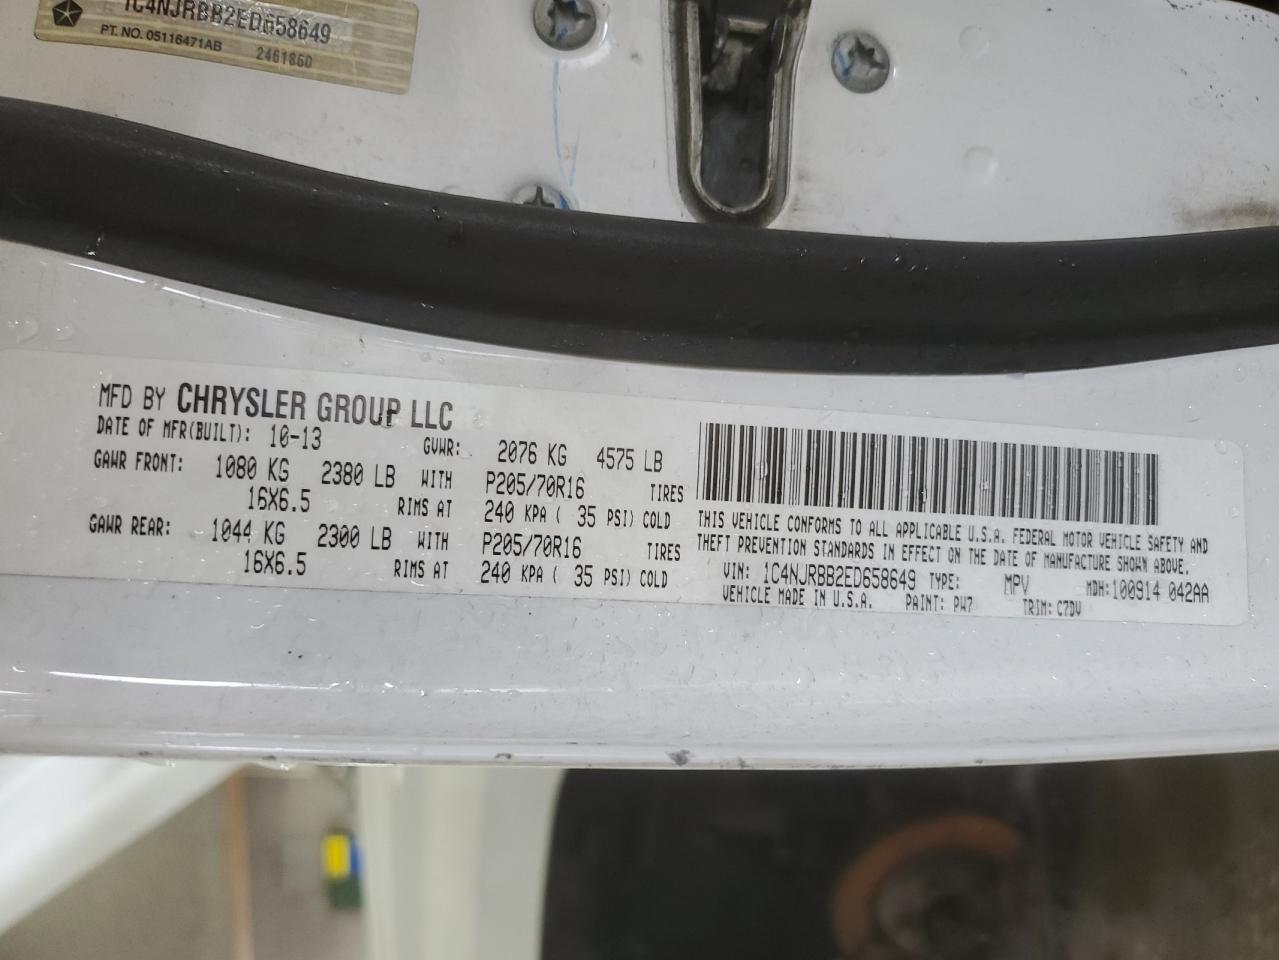 1C4NJRBB2ED658649
PT. NO. 05116471AB
2461860
MFD BY CHRYSLER GROUP LLC
DATE OF MFR(BUILT): 10-13 GVWR: 2076 KG 4575 LB
GAWR FRONT: 1080 KG 2380 LB WITH P205/70R16 TIRES
16X6.5 RIMS AT 240 KPA ( 35 PSI) COLD
GAWR REAR: 1044 KG 2300 LB WITH P205/70R16 TIRES
16X6.5 RIMS AT 240 KPA ( 35 PSI) COLD
THIS VEHICLE CONFORMS TO ALL APPLICABLE U.S.A. FEDERAL MOTOR VEHICLE SAFETY AND
THEFT PREVENTION STANDARDS IN EFFECT ON THE DATE OF MANUFACTURE SHOWN ABOVE.
VIN: 1C4NJRBB2ED658649 TYPE: MPV MDH: 100914 042AA
VEHICLE MADE IN U.S.A. PAINT: PW7 TRIM: C7DV